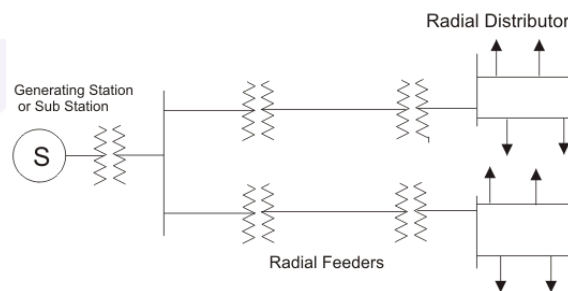 Radial Distributor
Generating Station
or Sub Station
S
Radial Feeders